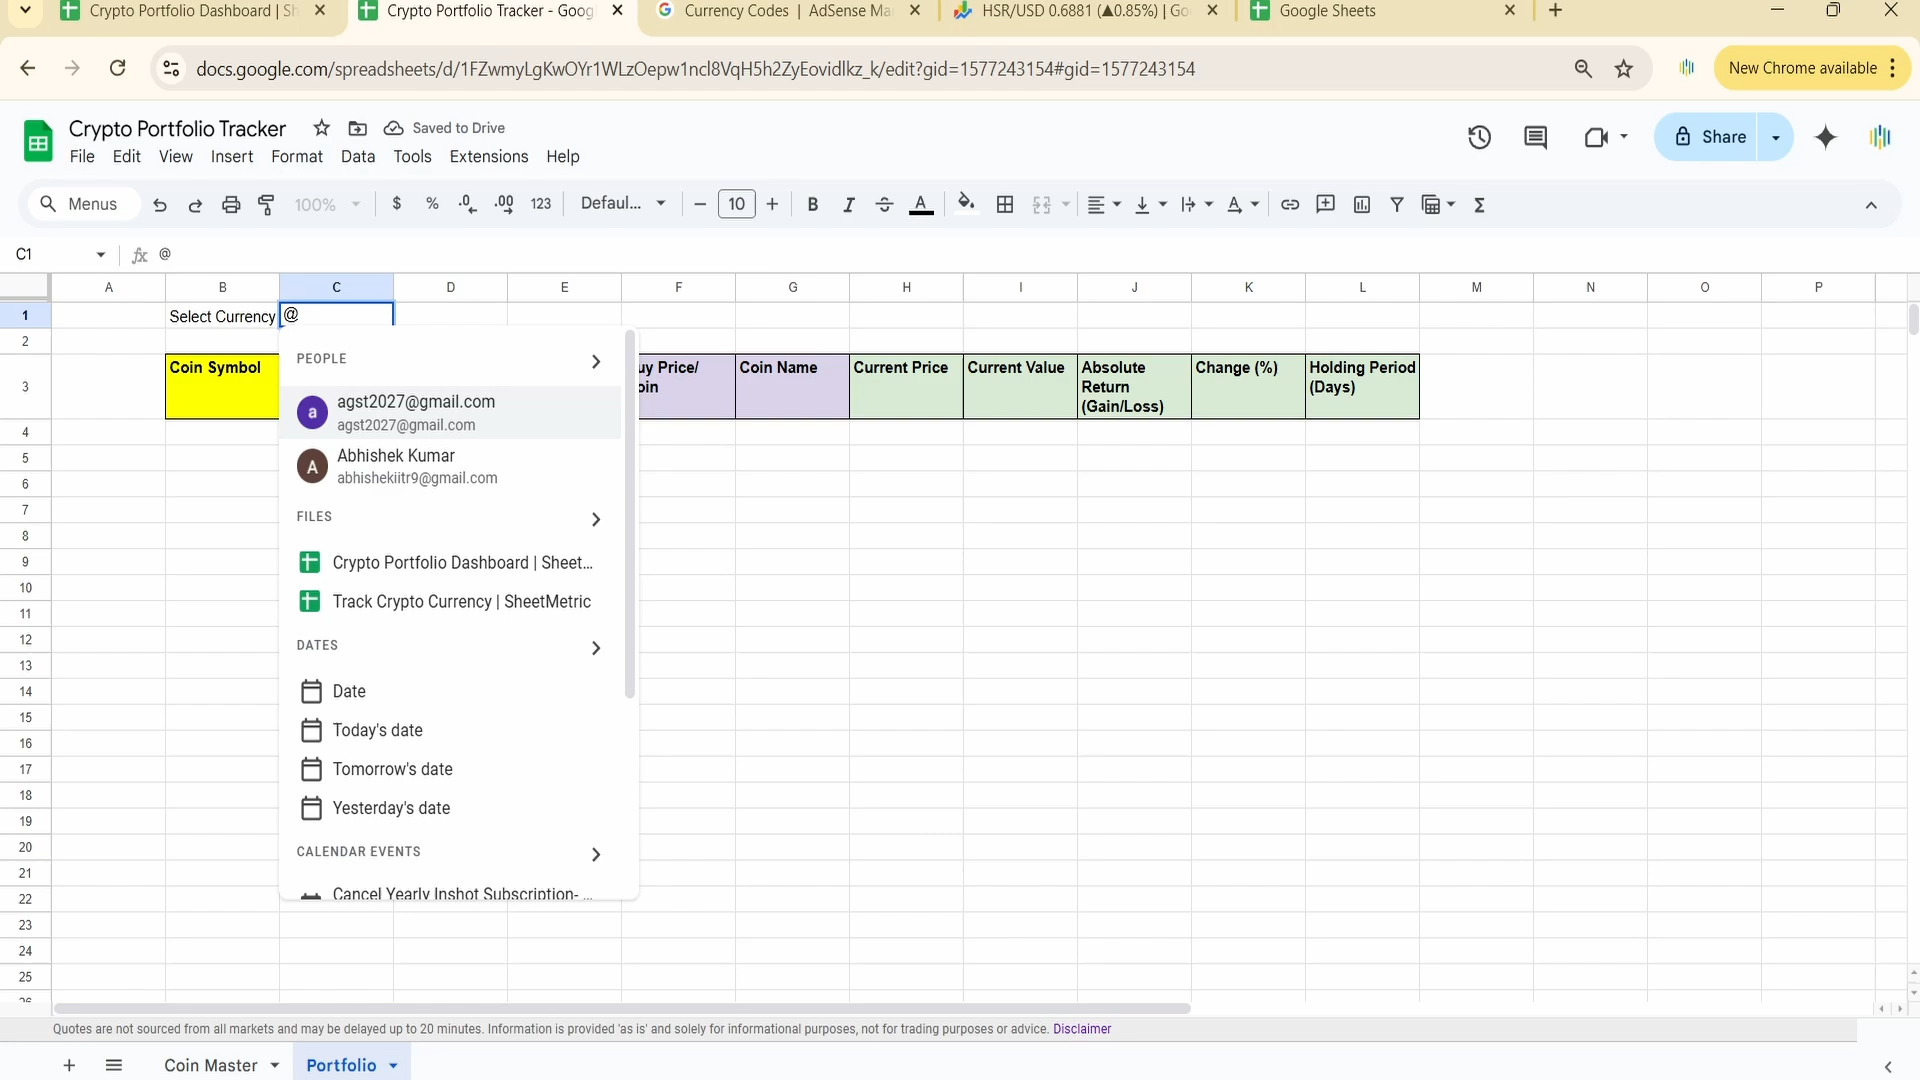 Crypto Portfolio Dashboard | Sh
Crypto Portfolio Tracker - Goog
Currency Codes | AdSense Ma
HSR/USD 0.6881 (▲0.85%) | Go
Google Sheets
docs.google.com/spreadsheets/d/1FZwmyLgKwOYr1WLzOepw1ncl8VqH5h2ZyEovidlkz_k/edit?gid=1577243154#gid=1577243154
New Chrome available
Crypto Portfolio Tracker
Saved to Drive
File Edit View Insert Format Data Tools Extensions Help
Share
Menus
100%
$ % .0 .00 123
Defaul...
10
B I S A
C1
fx @
A B C D E F G H I J K L M N O P
1 Select Currency @
2
3 Coin Symbol
uy Price/
oin
Coin Name
Current Price
Current Value
Absolute
Return
(Gain/Loss)
Change (%)
Holding Period
(Days)
4
5
6
7
8
9
10
11
12
13
14
15
16
17
18
19
20
21
22
23
24
25
26
PEOPLE
a
agst2027@gmail.com
agst2027@gmail.com
A
Abhishek Kumar
abhishekiitr9@gmail.com
FILES
Crypto Portfolio Dashboard | Sheet...
Track Crypto Currency | SheetMetric
DATES
Date
Today's date
Tomorrow's date
Yesterday's date
CALENDAR EVENTS
Cancel Yearly Inshot Subscription- ...
Quotes are not sourced from all markets and may be delayed up to 20 minutes. Information is provided 'as is' and solely for informational purposes, not for trading purposes or advice. Disclaimer
Coin Master
Portfolio